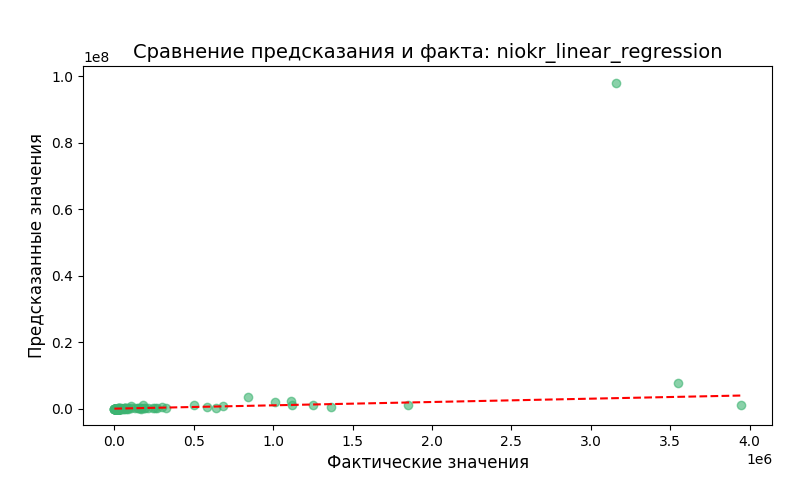 Сравнение предсказания и факта: niokr_linear_regression
1e8
1.0
0.8
0.6
0.4
0.2
0.0
Предсказанные значения
0.0 0.5 1.0 1.5 2.0 2.5 3.0 3.5 4.0
1e6
Фактические значения